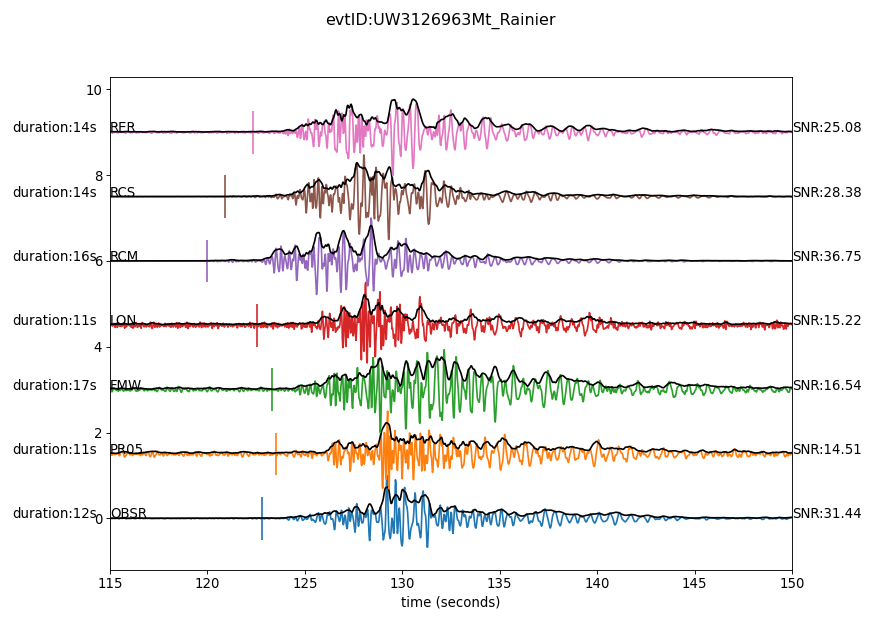 evtID:UW3126963Mt_Rainier
10
duration:14s RER SNR:25.08
8
duration:14s RCS SNR:28.38
duration:16s RCM SNR:36.75
6
duration:11s LON SNR:15.22
4
duration:17s FMW SNR:16.54
2
duration:11s PR05 SNR:14.51
duration:12s OBSR SNR:31.44
0
115 120 125 130 135 140 145 150
time (seconds)